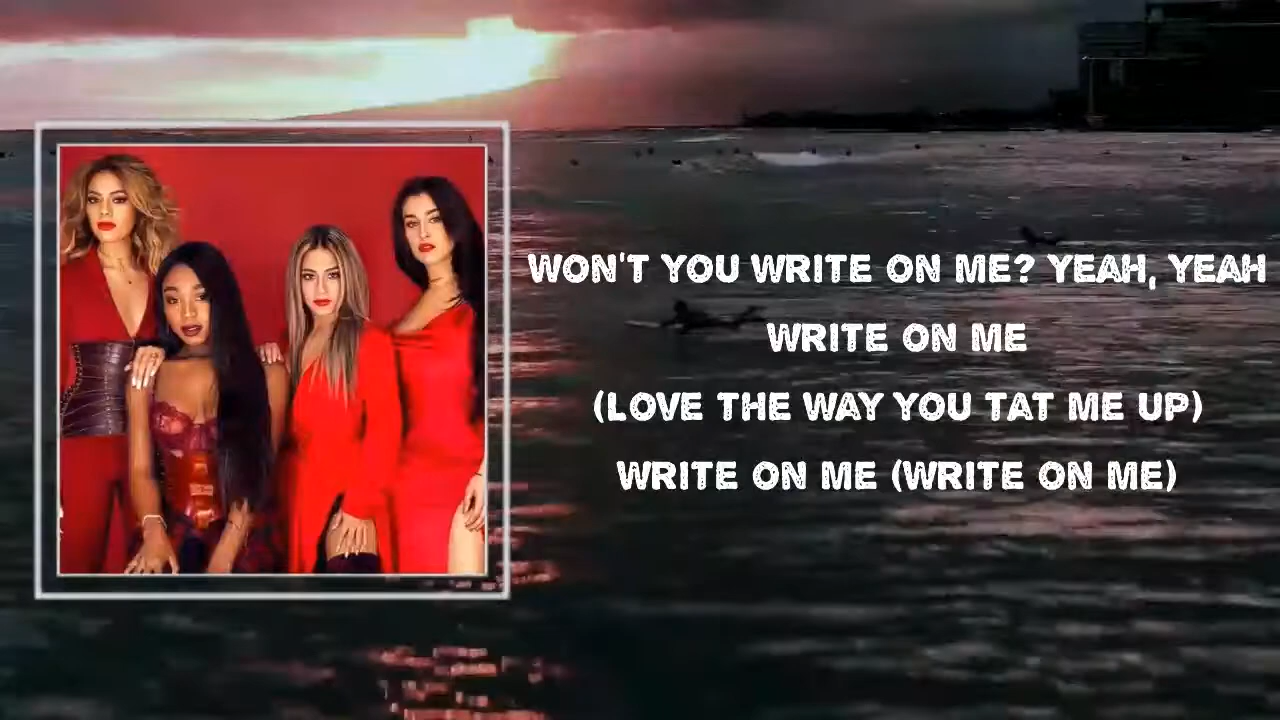 WON'T YOU WRITE ON ME? YEAH, YEAH
WRITE ON ME
(LOVE THE WAY YOU TAT ME UP)
WRITE ON ME (WRITE ON ME)